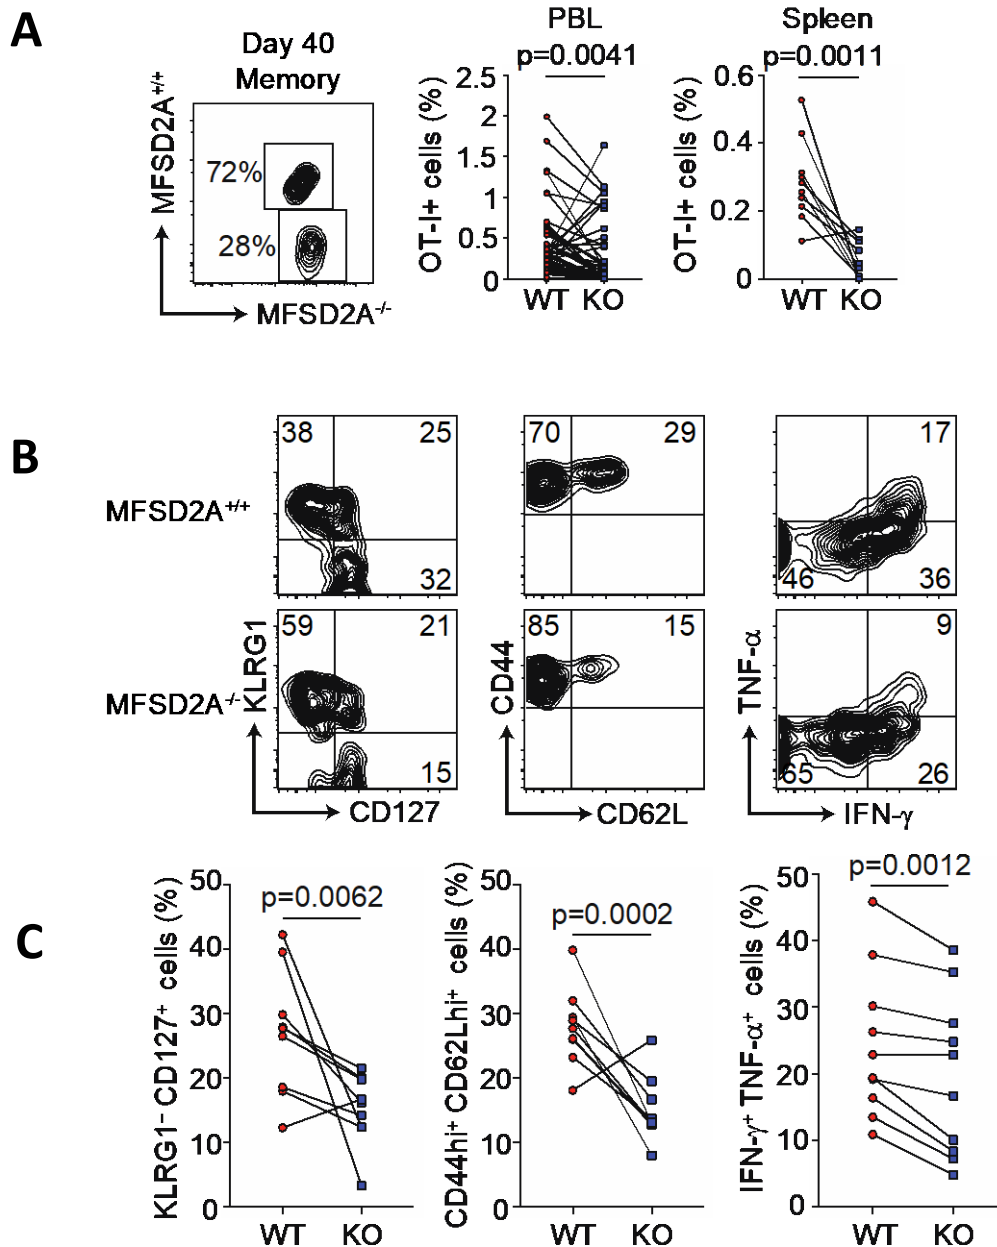 A
Day 40
Memory
MFSD2A+/+
72%
28%
MFSD2A-/-
PBL
p=0.0041
OT-I+ cells (%)
2.5
2
1.5
1
0.5
0
WT KO
Spleen
p=0.0011
OT-I+ cells (%)
0.6
0.4
0.2
0
WT KO
B
MFSD2A+/+
38 25
32
70 29
17
46 36
MFSD2A-/-
KLRG1
59 21
15
CD127
CD44
85 15
CD62L
TNF-α
9
65 26
IFN-γ
C
KLRG1- CD127+ cells (%)
50
40
30
20
10
0
p=0.0062
WT KO
CD44hi+ CD62Lhi+ cells (%)
50
40
30
20
10
0
p=0.0002
WT KO
IFN-γ+ TNF-α+ cells (%)
50
40
30
20
10
0
p=0.0012
WT KO